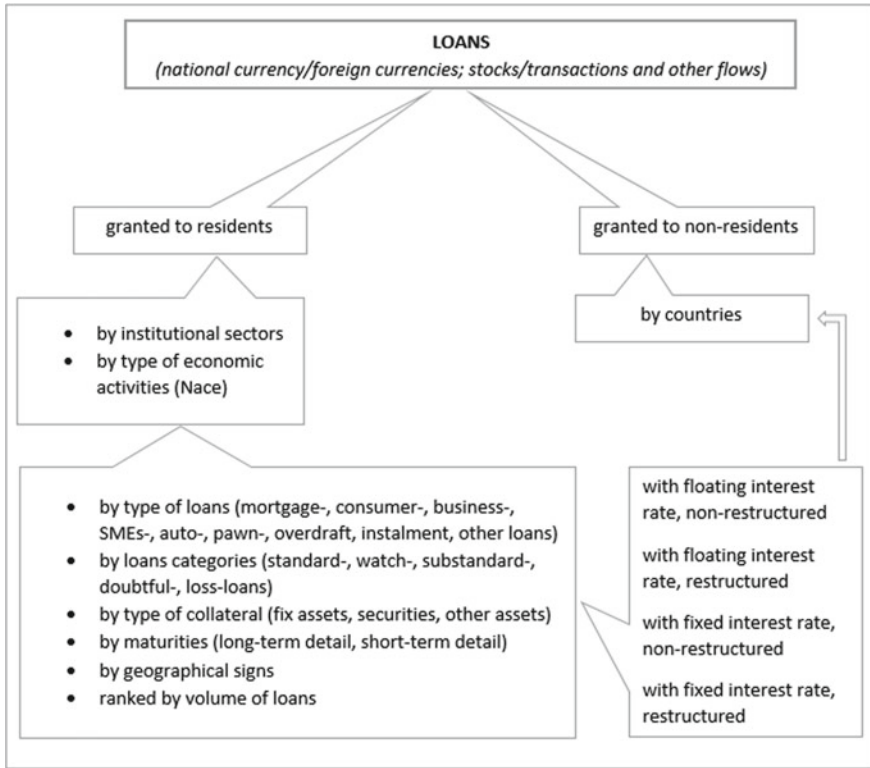 LOANS
(national currency/foreign currencies; stocks/transactions and other flows)
granted to residents
granted to non-residents
• by institutional sectors
• by type of economic
activities (Nace)
by countries
• by type of loans (mortgage-, consumer-, business-,
SMEs-, auto-, pawn-, overdraft, instalment, other loans)
• by loans categories (standard-, watch-, substandard-,
doubtful-, loss-loans)
• by type of collateral (fix assets, securities, other assets)
• by maturities (long-term detail, short-term detail)
• by geographical signs
• ranked by volume of loans
with floating interest
rate, non-restructured
with floating interest
rate, restructured
with fixed interest rate,
non-restructured
with fixed interest rate,
restructured